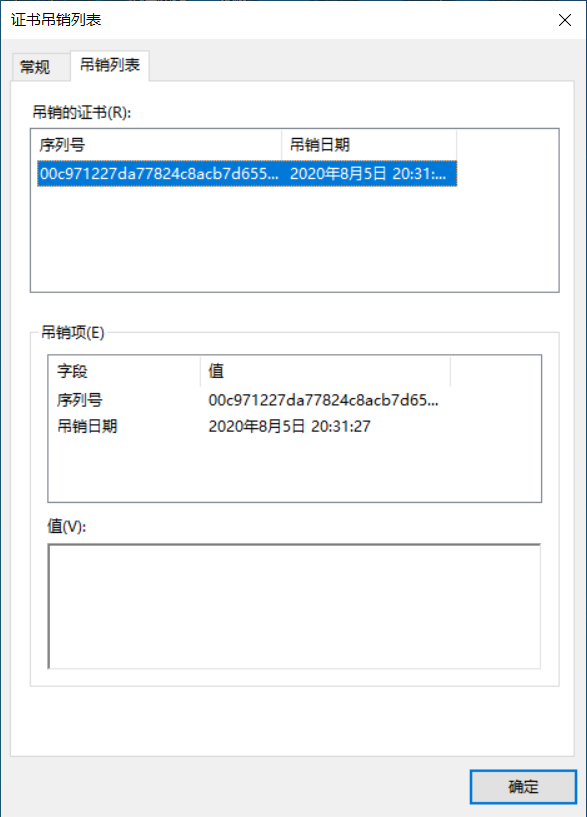 证书吊销列表
常规 吊销列表
吊销的证书(R):
序列号 吊销日期
00c971227da77824c8acb7d655... 2020年8月5日 20:31:...
吊销项(E)
字段 值
序列号 00c971227da77824c8acb7d65...
吊销日期 2020年8月5日 20:31:27
值(V):
确定